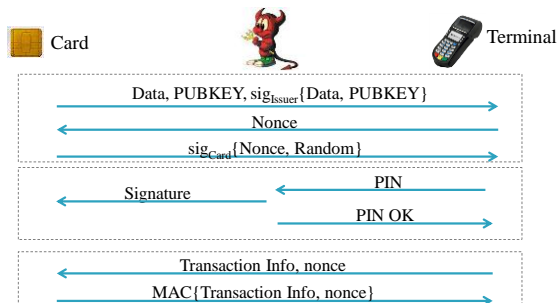 Card
Terminal
Data, PUBKEY, sigIssuer{Data, PUBKEY}
Nonce
sigCard{Nonce, Random}
PIN
Signature
PIN OK
Transaction Info, nonce
MAC{Transaction Info, nonce}